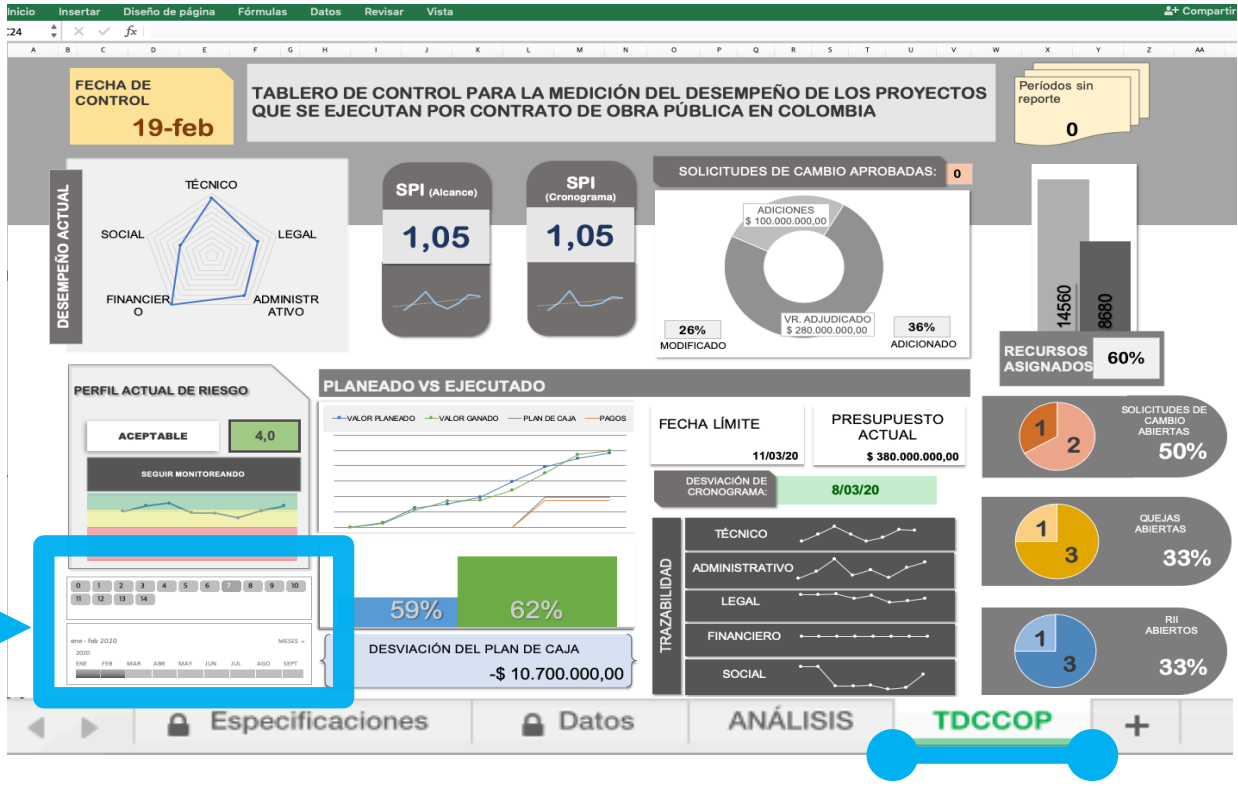 Inicio Insertar Diseño de página Fórmulas Datos Revisar Vista Compartir
C24 fx
A B C D E F G H I J K L M N O P Q R S T U V W X Y Z AA
FECHA DE
CONTROL
19-feb
TABLERO DE CONTROL PARA LA MEDICIÓN DEL DESEMPEÑO DE LOS PROYECTOS
QUE SE EJECUTAN POR CONTRATO DE OBRA PÚBLICA EN COLOMBIA
Períodos sin
reporte
0
DESEMPEÑO ACTUAL
TÉCNICO
SOCIAL
LEGAL
FINANCIER
O
ADMINISTR
ATIVO
SPI (Alcance)
1,05
SPI
(Cronograma)
1,05
SOLICITUDES DE CAMBIO APROBADAS: 0
ADICIONES
$ 100.000.000,00
VR. ADJUDICADO
$ 280.000.000,00
26%
MODIFICADO
36%
ADICIONADO
14560
8680
RECURSOS
ASIGNADOS
60%
PERFIL ACTUAL DE RIESGO
ACEPTABLE
4,0
SEGUIR MONITOREANDO
0 1 2 3 4 5 6 7 8 9 10
11 12 13 14
ene - feb 2020 MESES
2020
ENE FEB MAR ABR MAY JUN JUL AGO SEPT
PLANEADO VS EJECUTADO
VALOR PLANEADO VALOR GANADO PLAN DE CAJA PAGOS
59%
62%
DESVIACIÓN DEL PLAN DE CAJA
-$ 10.700.000,00
FECHA LÍMITE
11/03/20
PRESUPUESTO
ACTUAL
$ 380.000.000,00
DESVIACIÓN DE
CRONOGRAMA:
8/03/20
TRAZABILIDAD
TÉCNICO
ADMINISTRATIVO
LEGAL
FINANCIERO
SOCIAL
1
2
SOLICITUDES DE
CAMBIO
ABIERTAS
50%
1
3
QUEJAS
ABIERTAS
33%
1
3
RII
ABIERTOS
33%
Especificaciones Datos ANÁLISIS TDCCOP +